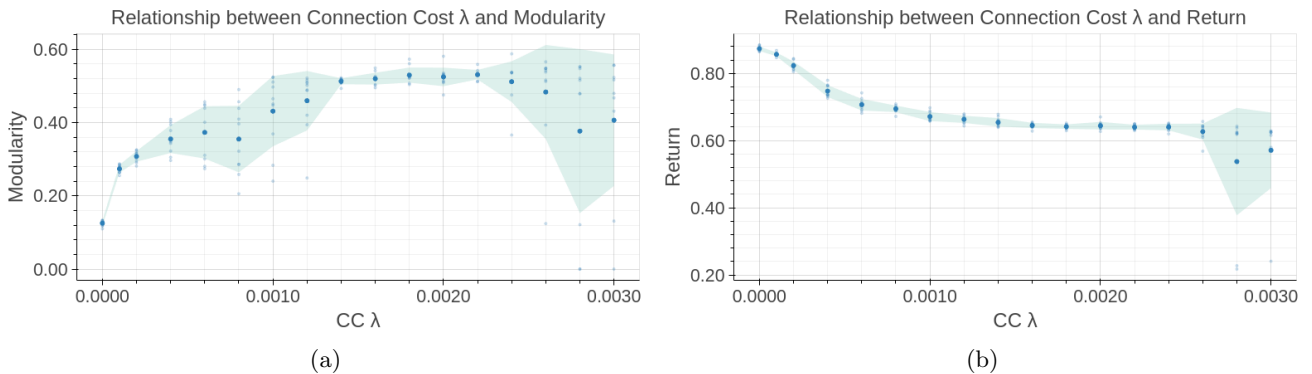 Relationship between Connection Cost λ and Modularity
0.60
0.40
0.20
0.00
Modularity
0.0000 0.0010 0.0020 0.0030
CC λ
(a)
Relationship between Connection Cost λ and Return
0.80
0.60
0.40
0.20
Return
0.0000 0.0010 0.0020 0.0030
CC λ
(b)